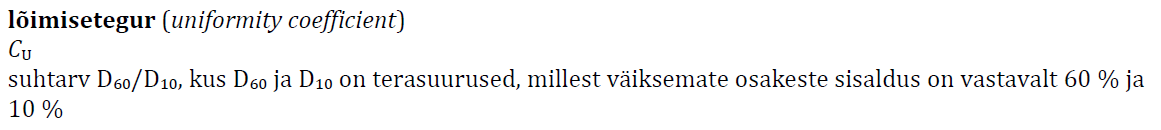 lõimisetegur (uniformity coefficient)
C_U
suhtarv D₆₀/D₁₀, kus D₆₀ ja D₁₀ on terasuurused, millest väiksemate osakeste sisaldus on vastavalt 60 % ja
10 %